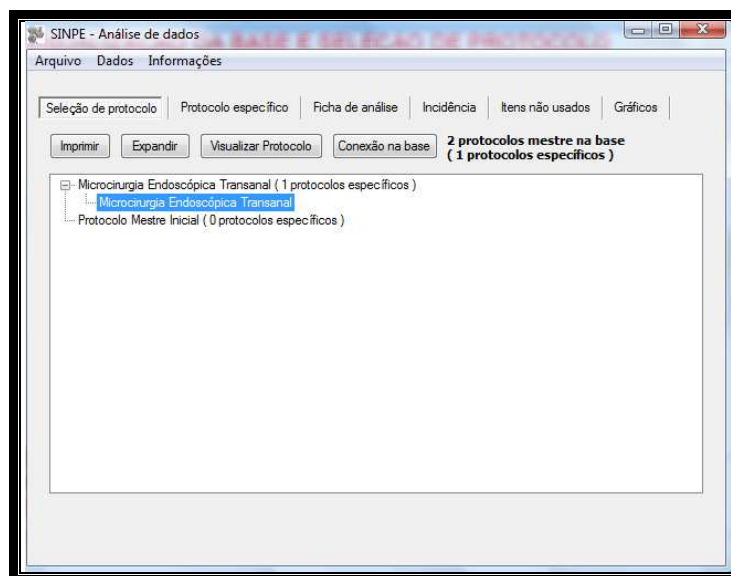 SINPE - Análise de dados
Arquivo Dados Informações
Seleção de protocolo Protocolo específico Ficha de análise Incidência Itens não usados Gráficos
Imprimir Expandir Visualizar Protocolo Conexão na base 2 protocolos mestre na base
( 1 protocolos específicos )
Microcirurgia Endoscópica Transanal ( 1 protocolos específicos )
Microcirurgia Endoscópica Transanal
Protocolo Mestre Inicial ( 0 protocolos específicos )